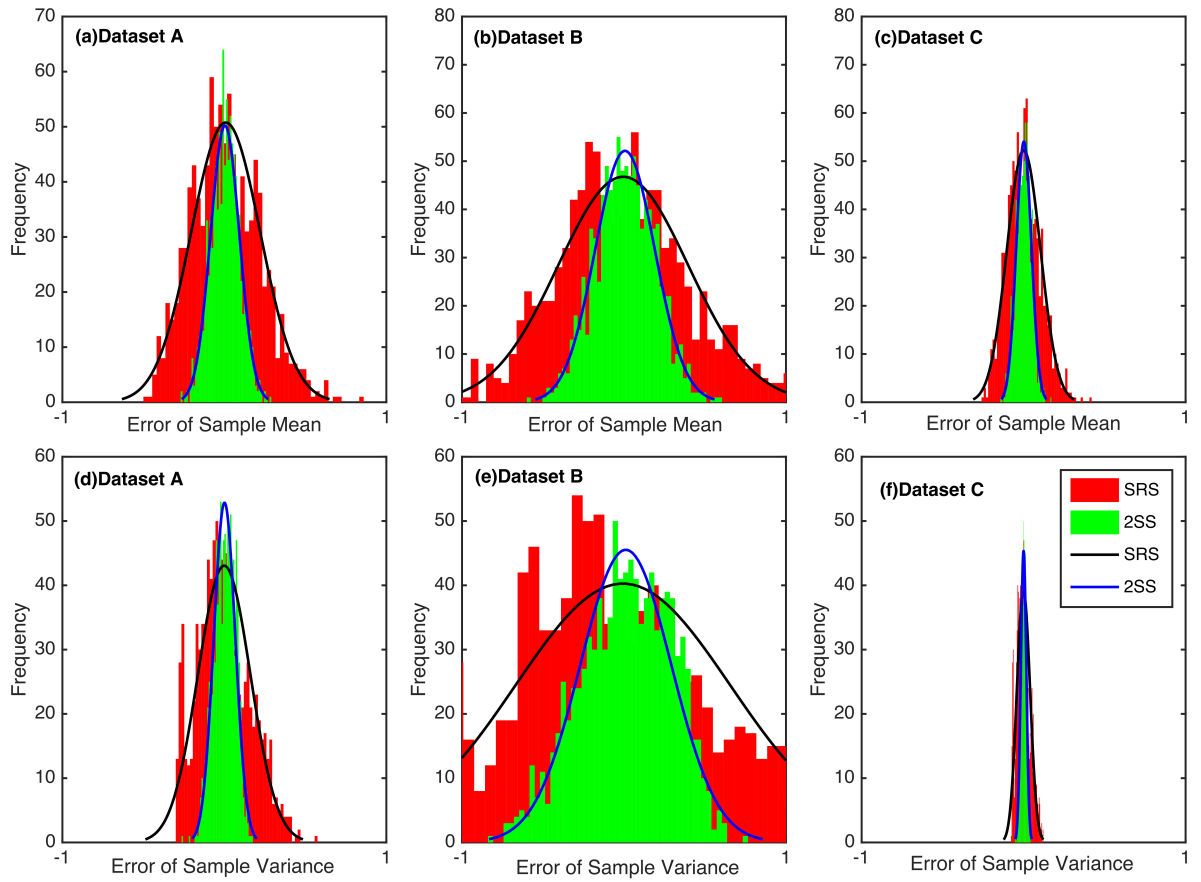 (a)Dataset A
70
60
50
40
30
20
10
0
Frequency
-1
1
Error of Sample Mean
(b)Dataset B
80
70
60
50
40
30
20
10
0
Frequency
-1
1
Error of Sample Mean
(c)Dataset C
80
70
60
50
40
30
20
10
0
Frequency
-1
1
Error of Sample Mean
(d)Dataset A
60
50
40
30
20
10
0
Frequency
-1
1
Error of Sample Variance
(e)Dataset B
60
50
40
30
20
10
0
Frequency
-1
1
Error of Sample Variance
(f)Dataset C
60
50
40
30
20
10
0
Frequency
-1
1
Error of Sample Variance
SRS
2SS
SRS
2SS